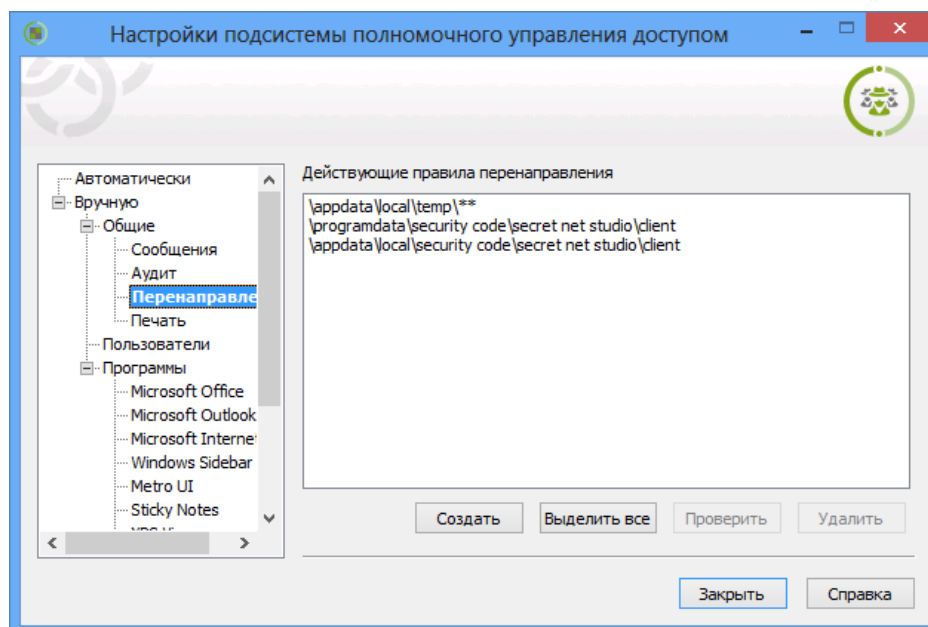 Настройки подсистемы полномочного управления доступом
Автоматически
Вручную
Общие
Сообщения
Аудит
Перенаправле
Печать
Пользователи
Программы
Microsoft Office
Microsoft Outlook
Microsoft Interne
Windows Sidebar
Metro UI
Sticky Notes
Действующие правила перенаправления
\appdata\local\temp\**
\programdata\security code\secret net studio\client
\appdata\local\security code\secret net studio\client
Создать
Выделить все
Проверить
Удалить
Закрыть
Справка